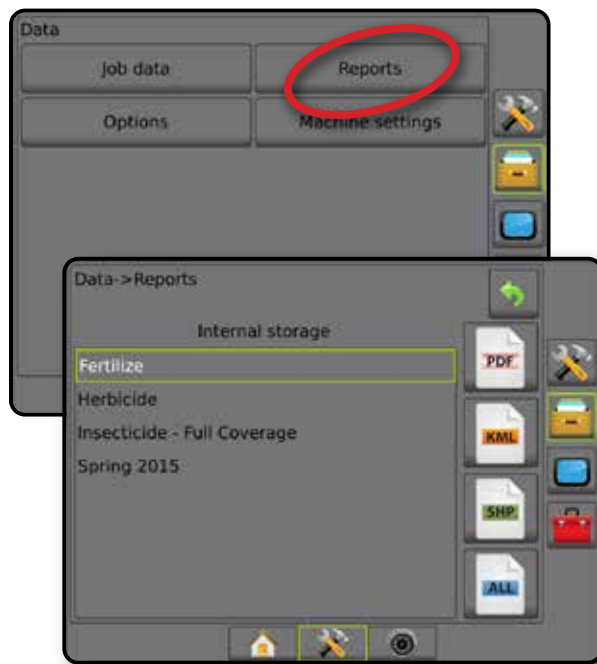 Data
Job data
Reports
Options
Machine settings
Data->Reports
Internal storage
Fertilize
Herbicide
Insecticide - Full Coverage
Spring 2015
PDF
KML
SHP
ALL